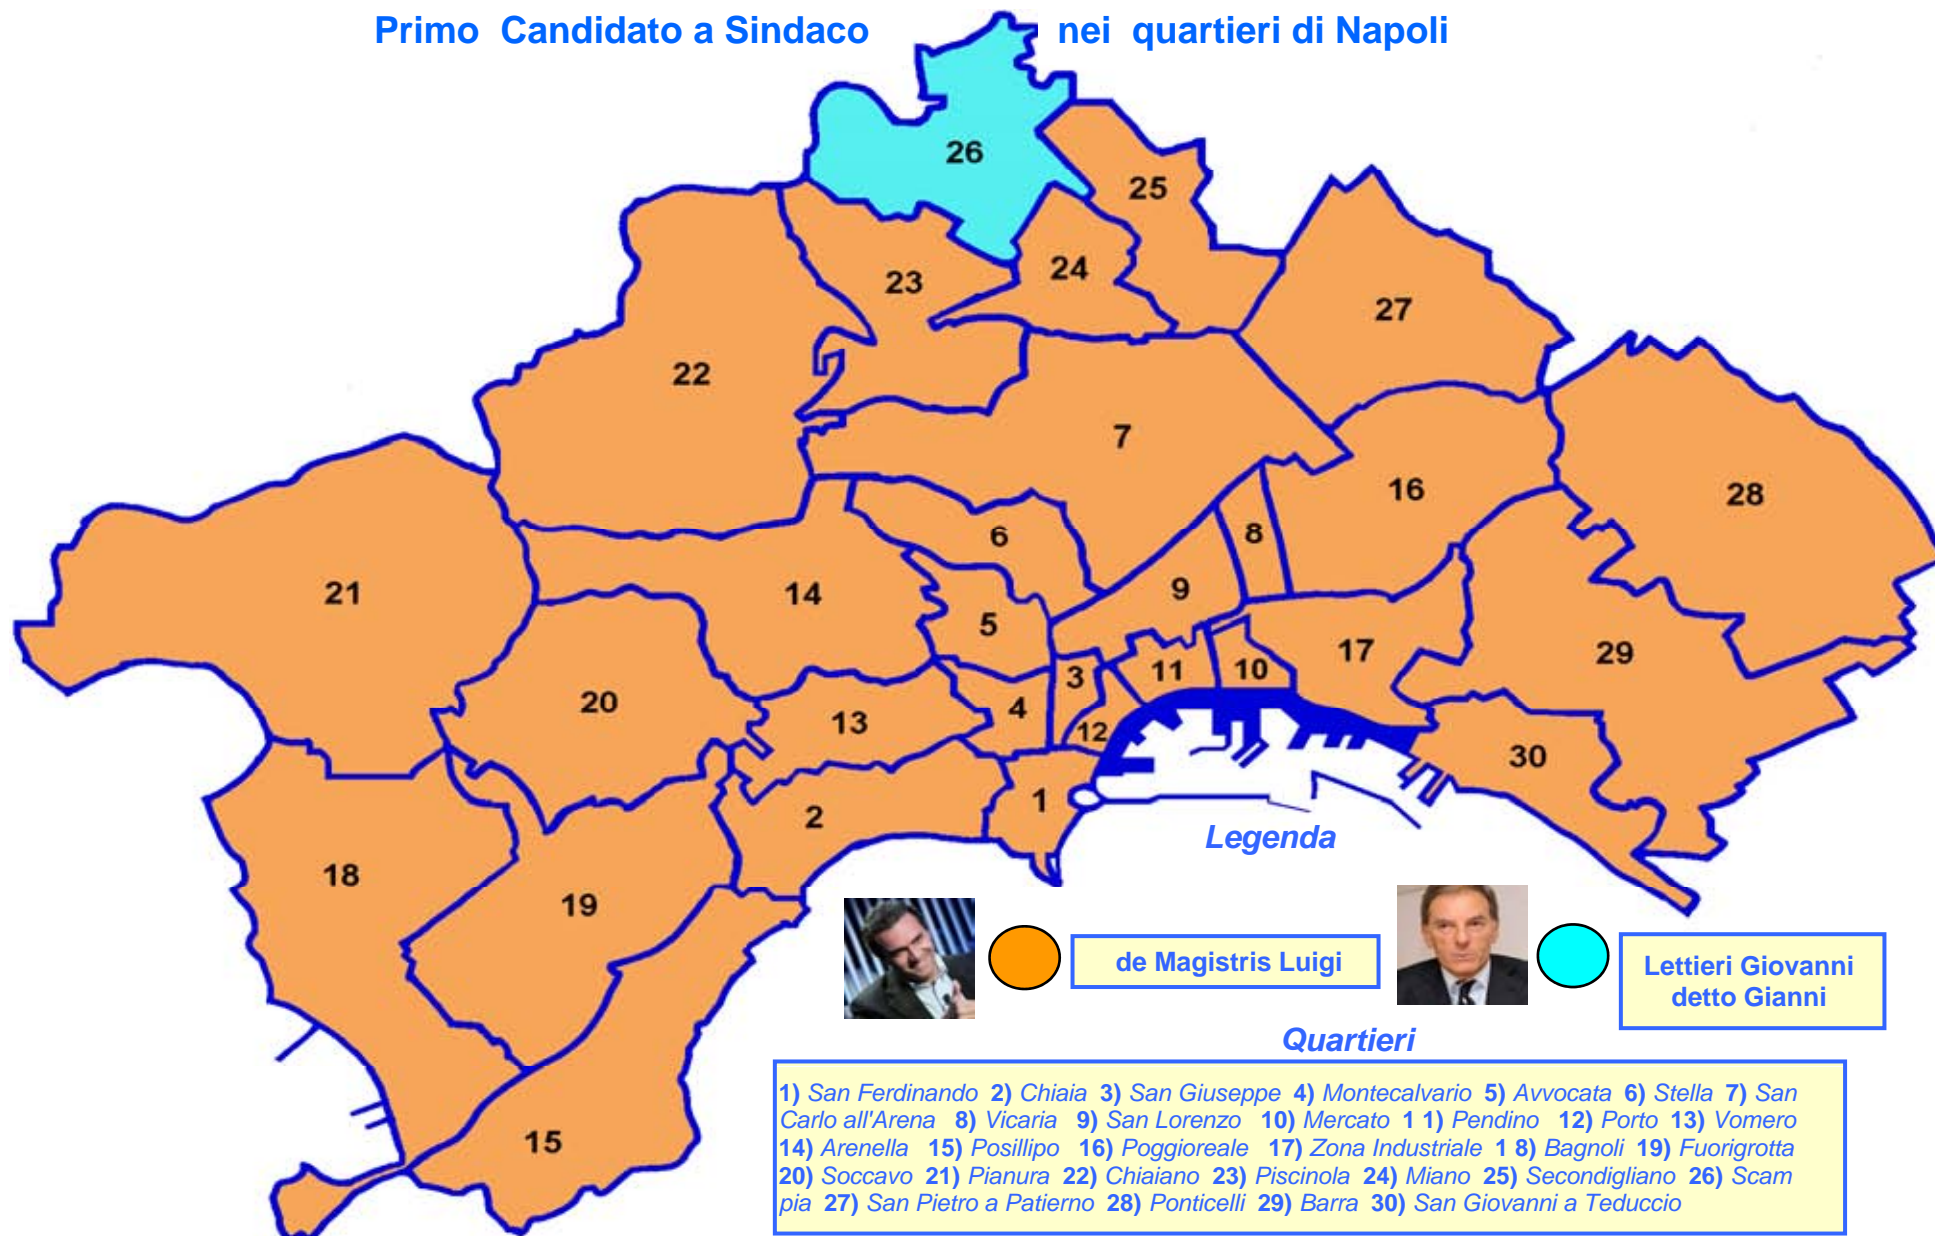 Primo Candidato a Sindaco nei quartieri di Napoli
26
25
23
24
27
22
7
16
28
6
8
21
14
9
5
17
29
3
11
10
20
4
13
12
30
1
2
Legenda
18
19
de Magistris Luigi
Lettieri Giovanni
detto Gianni
Quartieri
15
1) San Ferdinando 2) Chiaia 3) San Giuseppe 4) Montecalvario 5) Avvocata 6) Stella 7) San
Carlo all'Arena 8) Vicaria 9) San Lorenzo 10) Mercato 1 1) Pendino 12) Porto 13) Vomero
14) Arenella 15) Posillipo 16) Poggioreale 17) Zona Industriale 1 8) Bagnoli 19) Fuorigrotta
20) Soccavo 21) Pianura 22) Chiaiano 23) Piscinola 24) Miano 25) Secondigliano 26) Scam
pia 27) San Pietro a Patierno 28) Ponticelli 29) Barra 30) San Giovanni a Teduccio